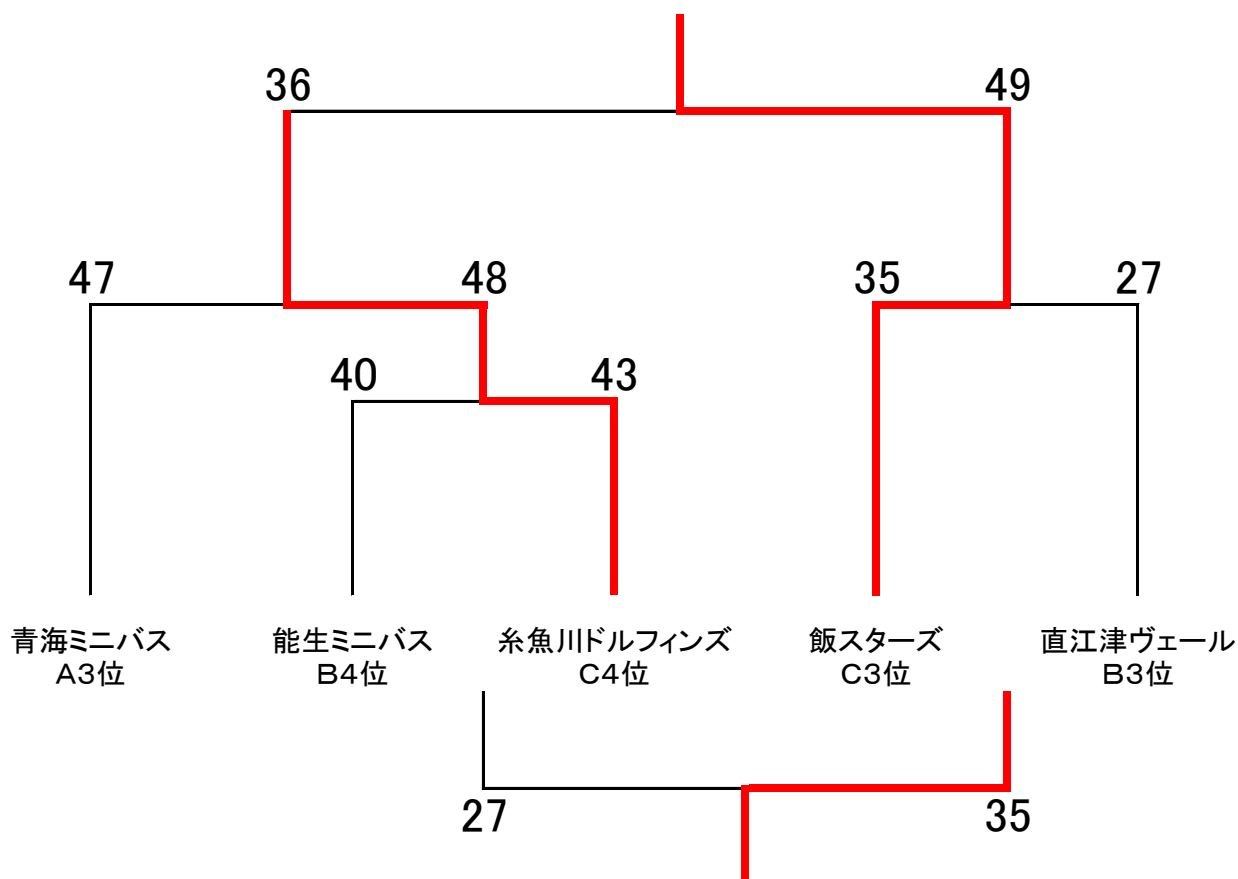 36
49
47
48
35
27
40
43
青海ミニバス
A3位
能生ミニバス
B4位
糸魚川ドルフィンズ
C4位
飯スターズ
C3位
直江津ヴェール
B3位
27
35